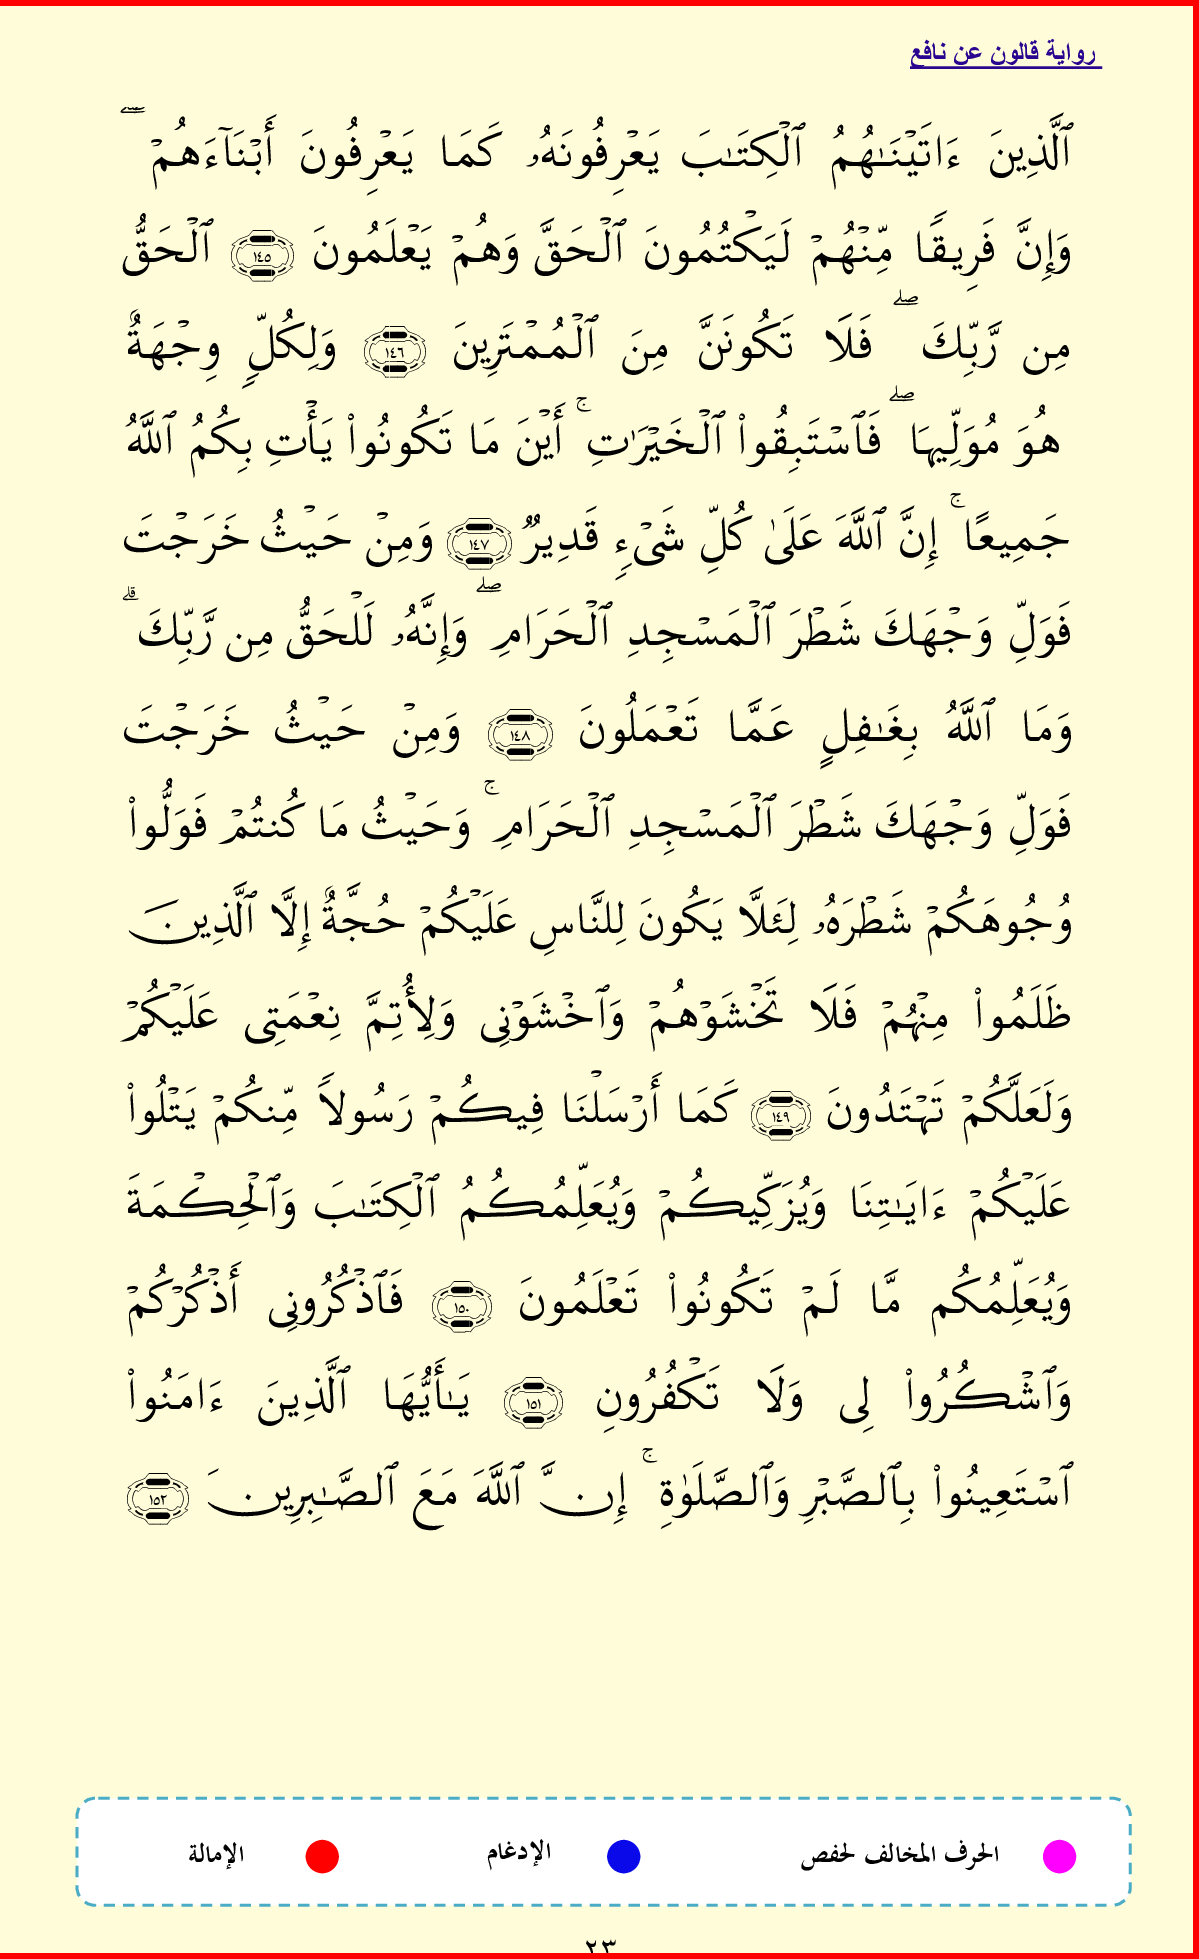 رواية قالون عن نافع
ٱلَّذِينَ ءَاتَيْنَـٰهُمُ ٱلْكِتَـٰبَ يَعْرِفُونَهُۥ كَمَا يَعْرِفُونَ أَبْنَآءَهُمْ ۖ
وَإِنَّ فَرِيقًا مِّنْهُمْ لَيَكْتُمُونَ ٱلْحَقَّ وَهُمْ يَعْلَمُونَ ١٤٥ ٱلْحَقُّ
مِن رَّبِّكَ ۖ فَلَا تَكُونَنَّ مِنَ ٱلْمُمْتَرِينَ ١٤٦ وَلِكُلٍّ وِجْهَةٌ
هُوَ مُوَلِّيهَا ۖ فَٱسْتَبِقُوا۟ ٱلْخَيْرَٰتِ ۚ أَيْنَ مَا تَكُونُوا۟ يَأْتِ بِكُمُ ٱللَّهُ
جَمِيعًا ۚ إِنَّ ٱللَّهَ عَلَىٰ كُلِّ شَىْءٍ قَدِيرٌ ١٤٧ وَمِنْ حَيْثُ خَرَجْتَ
فَوَلِّ وَجْهَكَ شَطْرَ ٱلْمَسْجِدِ ٱلْحَرَامِ ۖ وَإِنَّهُۥ لَلْحَقُّ مِن رَّبِّكَ ۗ
وَمَا ٱللَّهُ بِغَـٰفِلٍ عَمَّا تَعْمَلُونَ ١٤٨ وَمِنْ حَيْثُ خَرَجْتَ
فَوَلِّ وَجْهَكَ شَطْرَ ٱلْمَسْجِدِ ٱلْحَرَامِ ۚ وَحَيْثُ مَا كُنتُمْ فَوَلُّوا۟
وُجُوهَكُمْ شَطْرَهُۥ لِئَلَّا يَكُونَ لِلنَّاسِ عَلَيْكُمْ حُجَّةٌ إِلَّا ٱلَّذِينَ
ظَلَمُوا۟ مِنْهُمْ فَلَا تَخْشَوْهُمْ وَٱخْشَوْنِى وَلِأُتِمَّ نِعْمَتِى عَلَيْكُمْ
وَلَعَلَّكُمْ تَهْتَدُونَ ١٤٩ كَمَا أَرْسَلْنَا فِيكُمْ رَسُولاً مِّنكُمْ يَتْلُوا۟
عَلَيْكُمْ ءَايَـٰتِنَا وَيُزَكِّيكُمْ وَيُعَلِّمُكُمُ ٱلْكِتَـٰبَ وَٱلْحِكْمَةَ
وَيُعَلِّمُكُم مَّا لَمْ تَكُونُوا۟ تَعْلَمُونَ ١٥٠ فَٱذْكُرُونِى أَذْكُرْكُمْ
وَٱشْكُرُوا۟ لِى وَلَا تَكْفُرُونِ ١٥١ يَـٰأَيُّهَا ٱلَّذِينَ ءَامَنُوا۟
ٱسْتَعِينُوا۟ بِٱلصَّبْرِ وَٱلصَّلَوٰةِ ۚ إِنَّ ٱللَّهَ مَعَ ٱلصَّـٰبِرِينَ ١٥٢
الحرف المخالف لحفص الإدغام الإمالة
٢٣